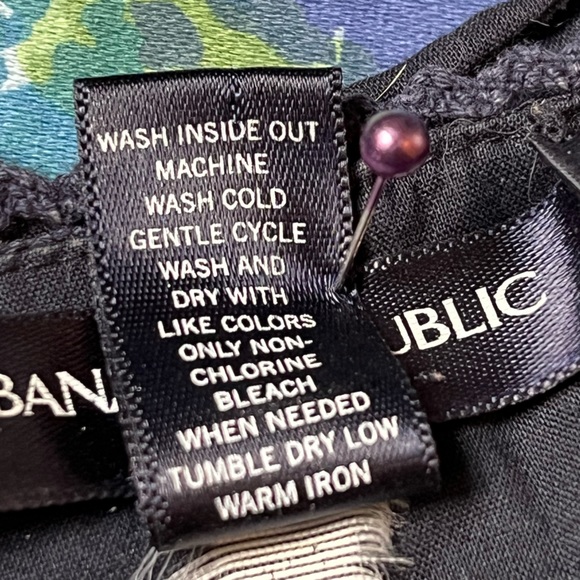 WASH INSIDE OUT
MACHINE
WASH COLD
GENTLE CYCLE
WASH AND
DRY WITH
LIKE COLORS
ONLY NON-
CHLORINE
BLEACH
WHEN NEEDED
TUMBLE DRY LOW
WARM IRON
BANA UBLIC